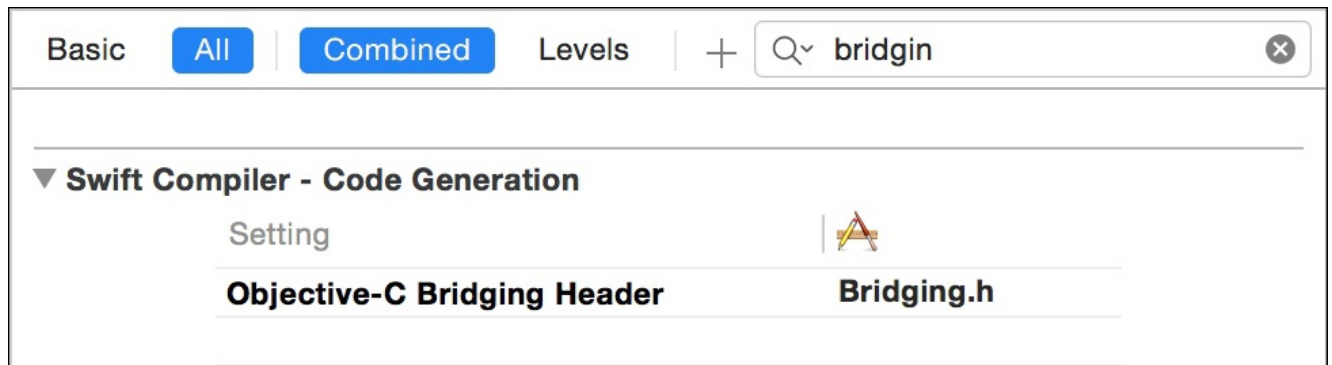 Basic All Combined Levels + bridgin
Swift Compiler - Code Generation
Setting
Objective-C Bridging Header Bridging.h